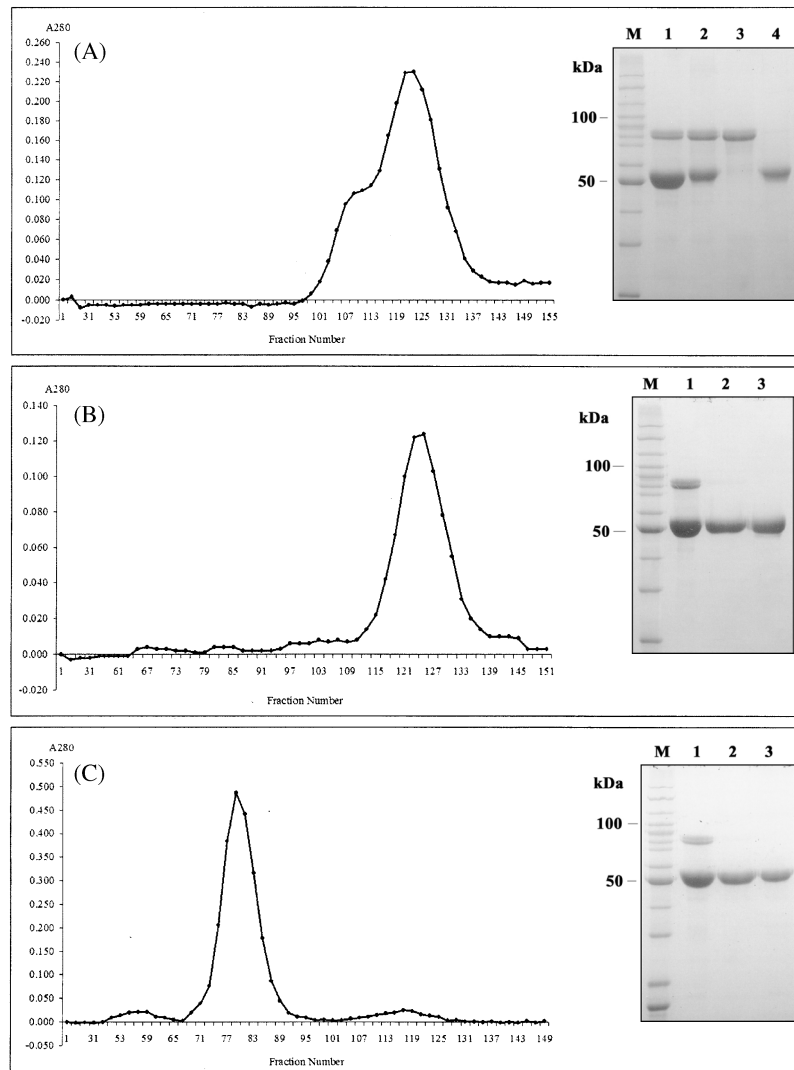 A280
(A)
0.260
0.240
0.220
0.200
0.180
0.160
0.140
0.120
0.100
0.080
0.060
0.040
0.020
0.000
-0.020
1 31 53 59 65 71 77 83 89 95 101 107 113 119 125 131 137 143 149 155
Fraction Number
M 1 2 3 4
kDa
100
50
A280
(B)
0.140
0.120
0.100
0.080
0.060
0.040
0.020
0.000
-0.020
1 31 61 67 73 79 85 91 97 103 109 115 121 127 133 139 145 151
Fraction Number
M 1 2 3
kDa
100
50
A280
(C)
0.550
0.500
0.450
0.400
0.350
0.300
0.250
0.200
0.150
0.100
0.050
0.000
-0.050
1 31 53 59 65 71 77 83 89 95 101 107 113 119 125 131 137 143 149
Fraction Number
M 1 2 3
kDa
100
50